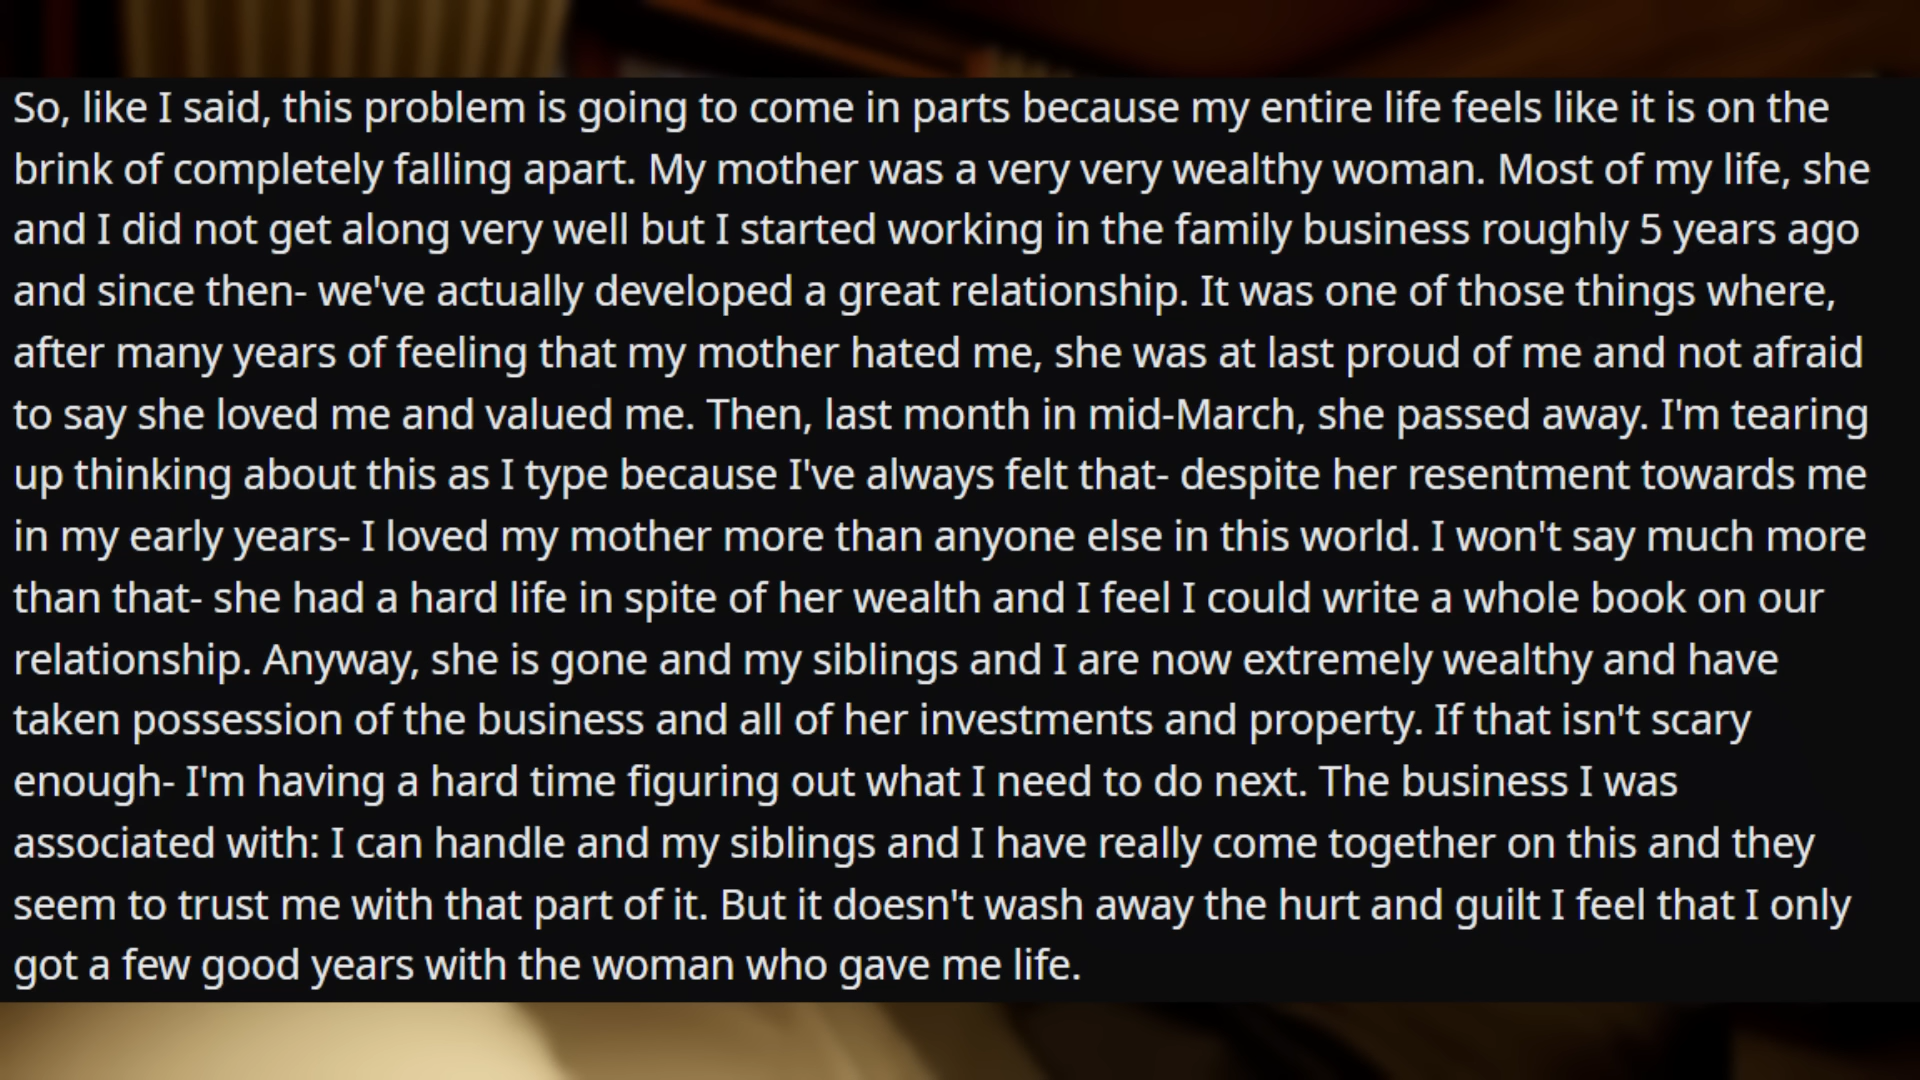 So, like I said, this problem is going to come in parts because my entire life feels like it is on the
brink of completely falling apart. My mother was a very very wealthy woman. Most of my life, she
and I did not get along very well but I started working in the family business roughly 5 years ago
and since then- we've actually developed a great relationship. It was one of those things where,
after many years of feeling that my mother hated me, she was at last proud of me and not afraid
to say she loved me and valued me. Then, last month in mid-March, she passed away. I'm tearing
up thinking about this as I type because I've always felt that- despite her resentment towards me
in my early years- I loved my mother more than anyone else in this world. I won't say much more
than that- she had a hard life in spite of her wealth and I feel I could write a whole book on our
relationship. Anyway, she is gone and my siblings and I are now extremely wealthy and have
taken possession of the business and all of her investments and property. If that isn't scary
enough- I'm having a hard time figuring out what I need to do next. The business I was
associated with: I can handle and my siblings and I have really come together on this and they
seem to trust me with that part of it. But it doesn't wash away the hurt and guilt I feel that I only
got a few good years with the woman who gave me life.